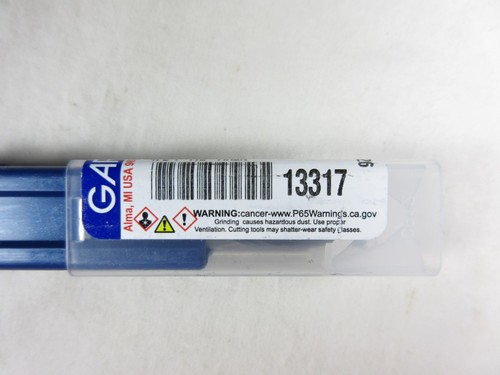 13317
Alma, MI USA
WARNING:cancer-www.P65Warnings.ca.gov
Grinding causes hazardous dust. Use proper
Ventilation. Cutting tools may shatter-wear safety glasses.